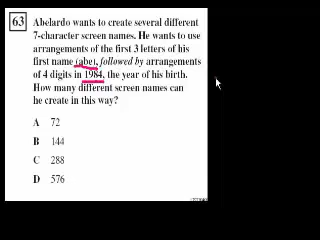 63 Abelardo wants to create several different
7-character screen names. He wants to use
arrangements of the first 3 letters of his
first name (abe), followed by arrangements
of 4 digits in 1984, the year of his birth.
How many different screen names can
he create in this way?
A 72
B 144
C 288
D 576